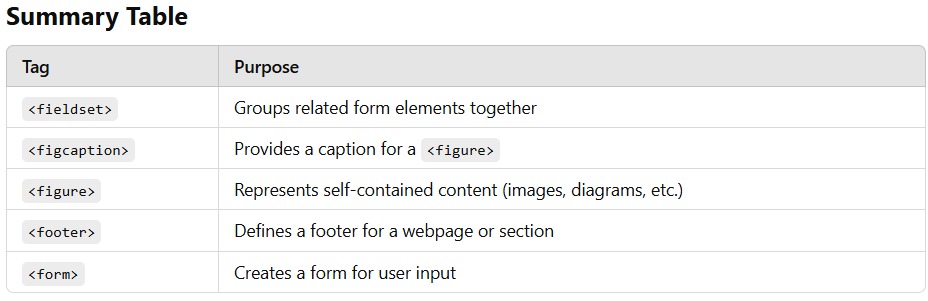 Summary Table
Tag Purpose
<fieldset> Groups related form elements together
<figcaption> Provides a caption for a <figure>
<figure> Represents self-contained content (images, diagrams, etc.)
<footer> Defines a footer for a webpage or section
<form> Creates a form for user input